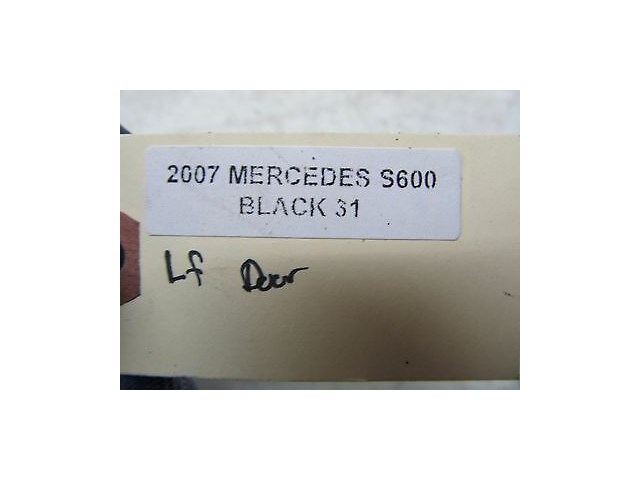 2007 MERCEDES S600
BLACK 31
Lf Door